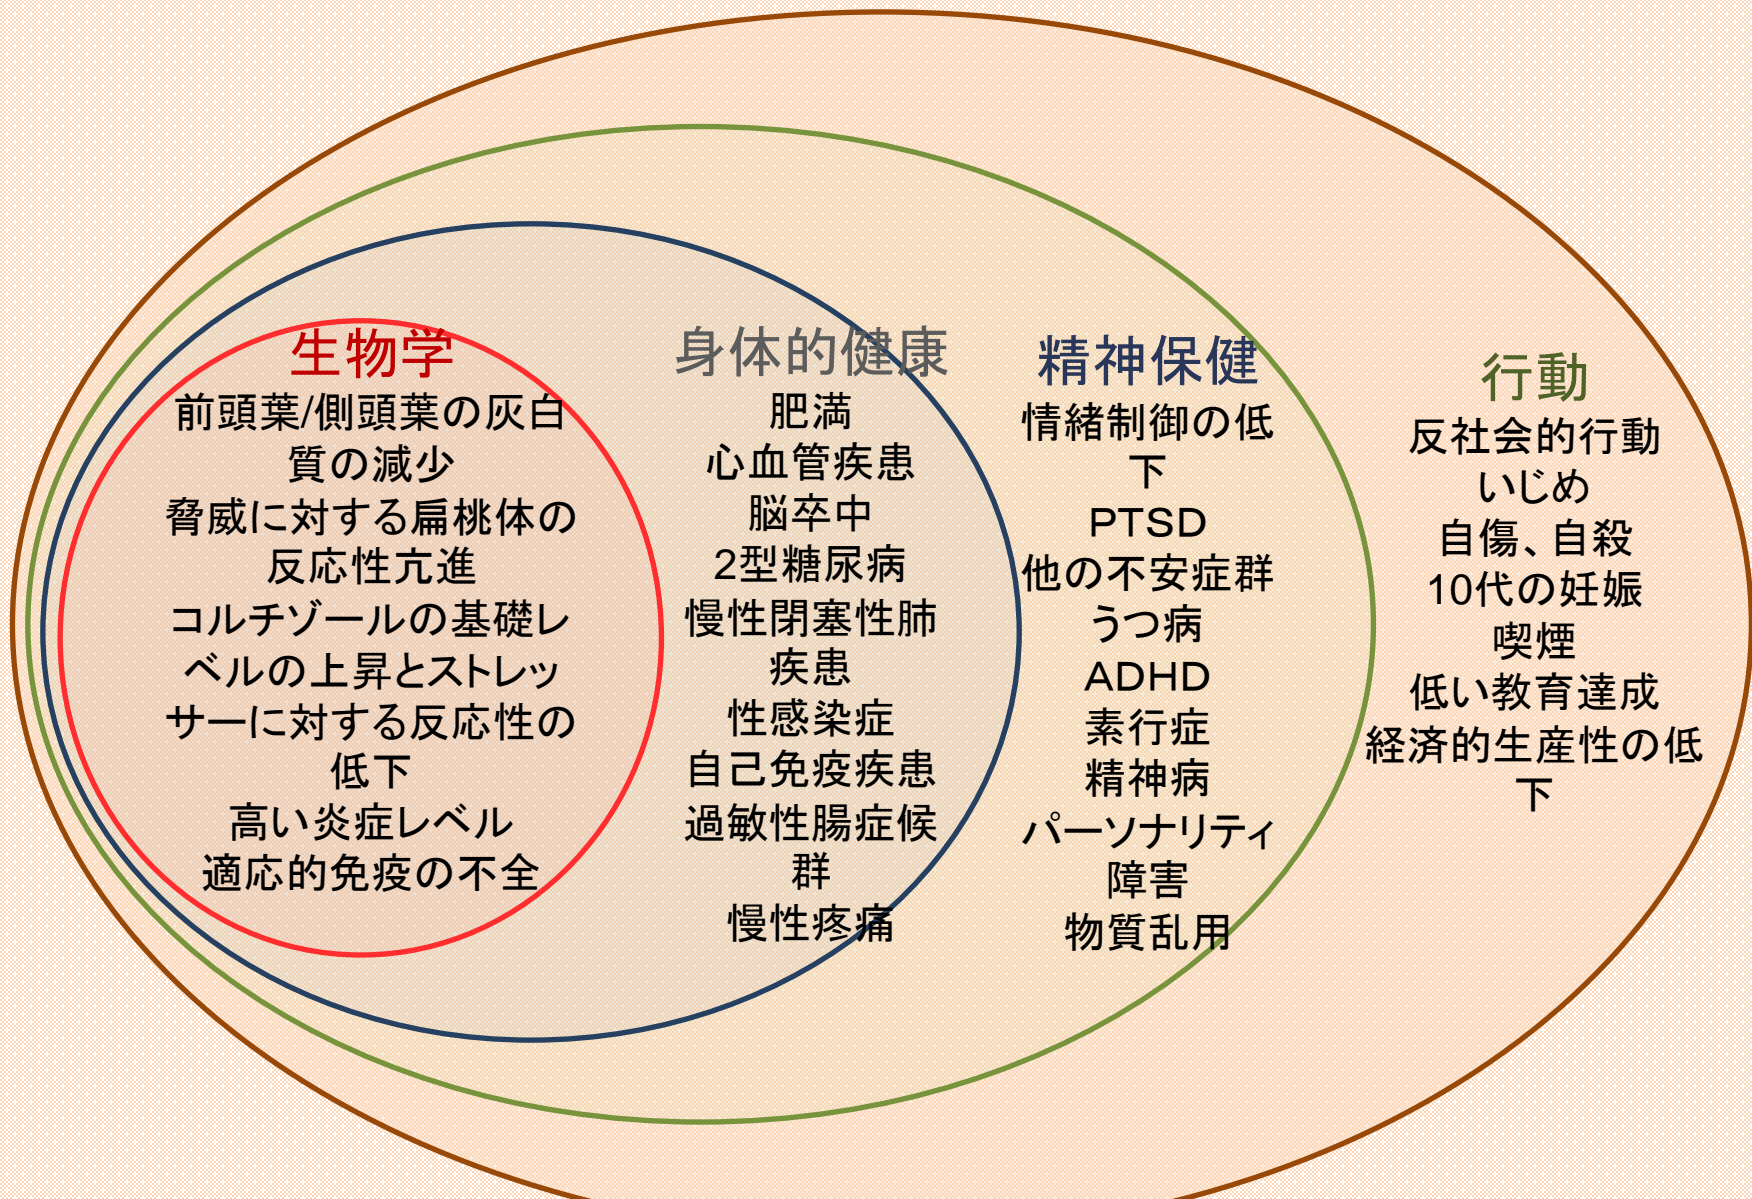 生物学
前頭葉/側頭葉の灰白
質の減少
脅威に対する扁桃体の
反応性亢進
コルチゾールの基礎レ
ベルの上昇とストレッ
サーに対する反応性の
低下
高い炎症レベル
適応的免疫の不全
身体的健康
肥満
心血管疾患
脳卒中
2型糖尿病
慢性閉塞性肺
疾患
性感染症
自己免疫疾患
過敏性腸症候
群
慢性疼痛
精神保健
情緒制御の低
下
PTSD
他の不安症群
うつ病
ADHD
素行症
精神病
パーソナリティ
障害
物質乱用
行動
反社会的行動
いじめ
自傷、自殺
10代の妊娠
喫煙
低い教育達成
経済的生産性の低
下